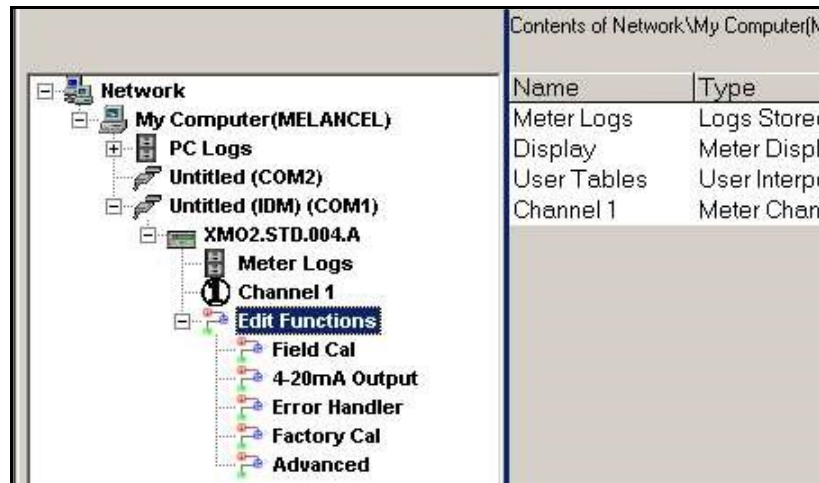 Contents of Network\My Computer(
Network
My Computer(MELANCEL)
PC Logs
Untitled (COM2)
Untitled (IDM) (COM1)
XMO2.STD.004.A
Meter Logs
1 Channel 1
Edit Functions
Field Cal
4-20mA Output
Error Handler
Factory Cal
Advanced
Name Type
Meter Logs Logs Store
Display Meter Disp
User Tables User Interp
Channel 1 Meter Chan